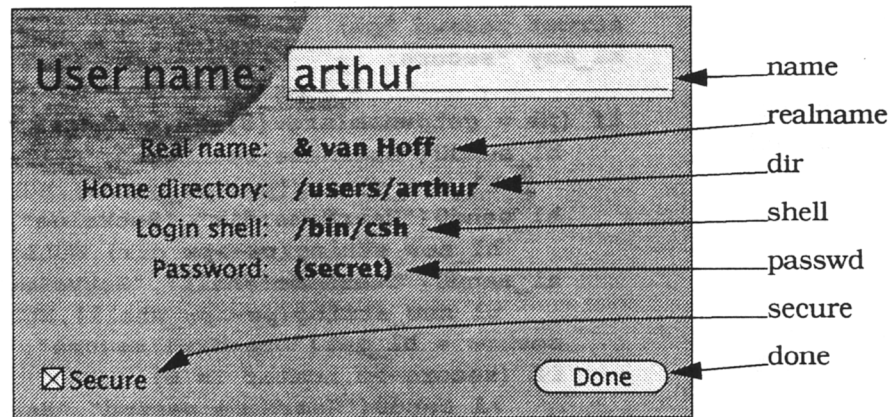 User name: arthur
name
realname
Real name: & van Hoff
dir
Home directory: /users/arthur
shell
Login shell: /bin/csh
passwd
Password: (secret)
secure
done
Secure
Done